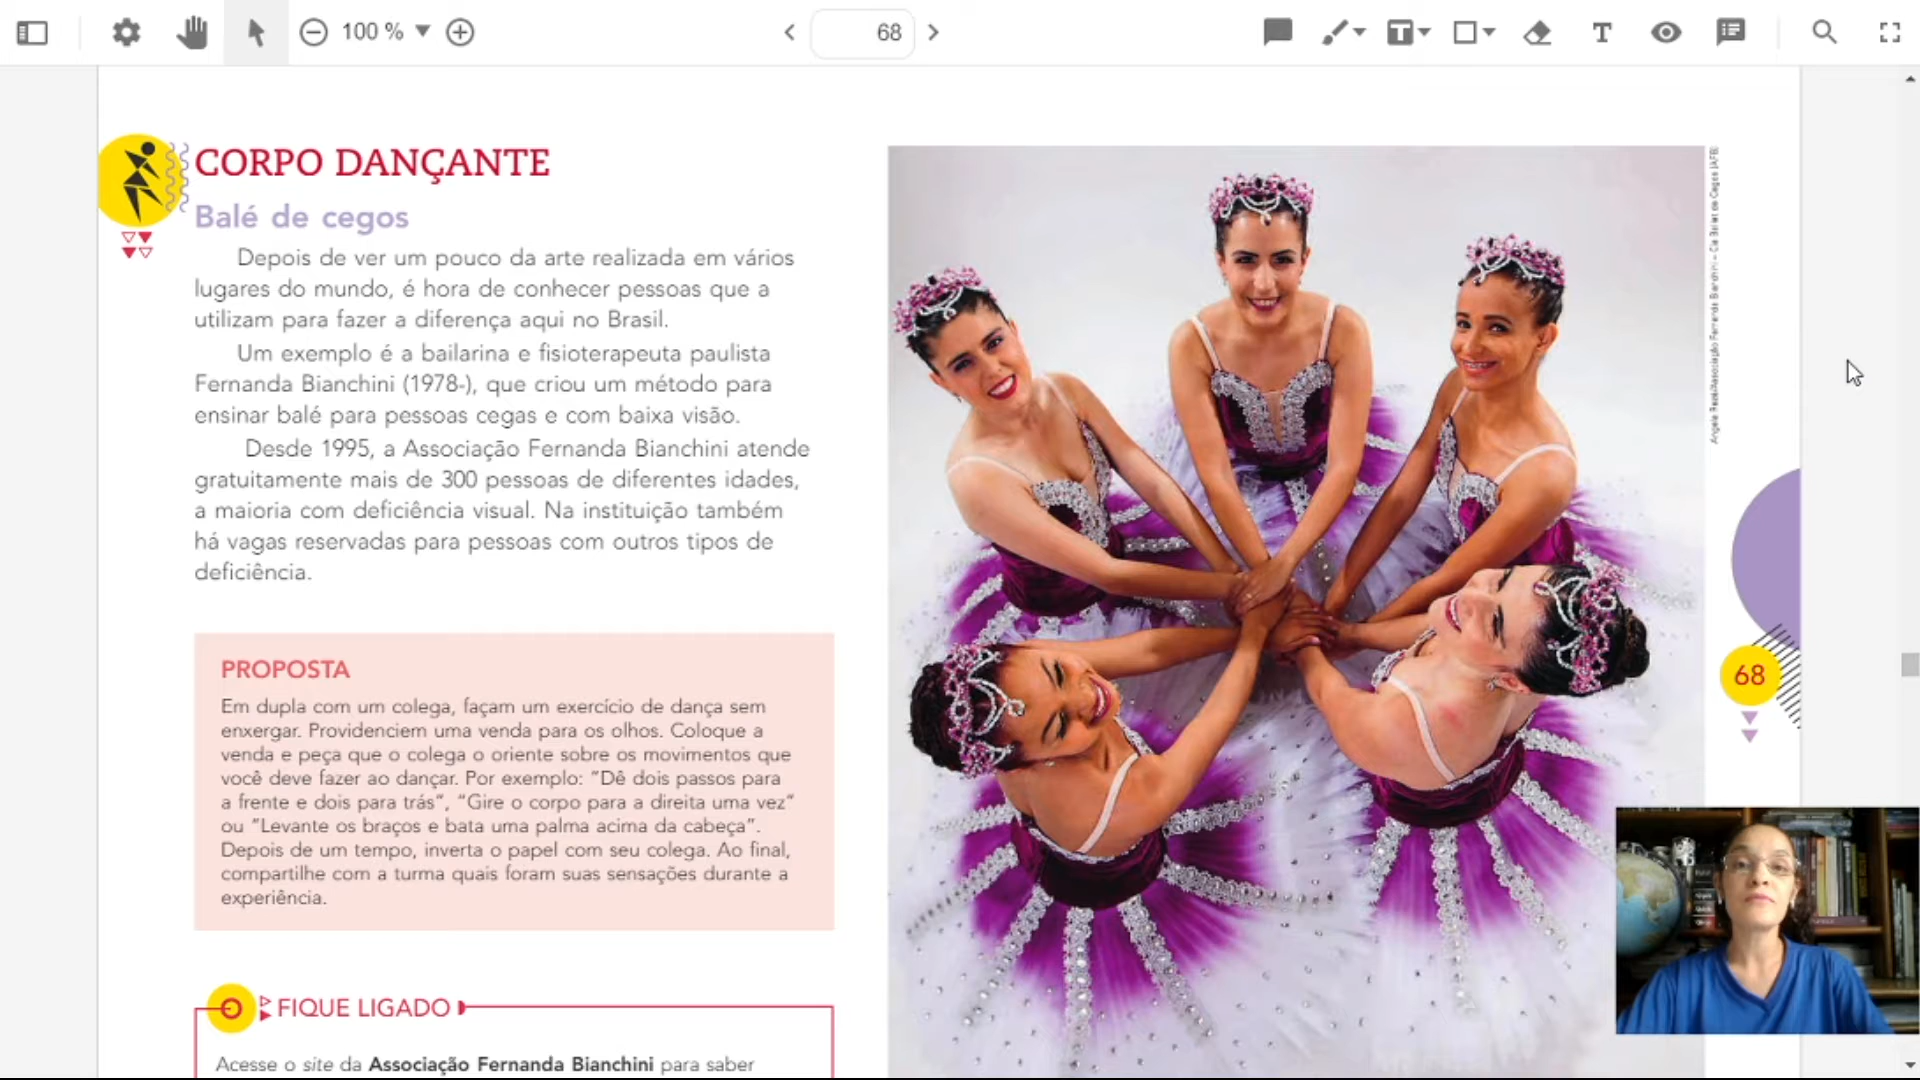 100 %
68
CORPO DANÇANTE
Balé de cegos
Depois de ver um pouco da arte realizada em vários
lugares do mundo, é hora de conhecer pessoas que a
utilizam para fazer a diferença aqui no Brasil.
Um exemplo é a bailarina e fisioterapeuta paulista
Fernanda Bianchini (1978-), que criou um método para
ensinar balé para pessoas cegas e com baixa visão.
Desde 1995, a Associação Fernanda Bianchini atende
gratuitamente mais de 300 pessoas de diferentes idades,
a maioria com deficiência visual. Na instituição também
há vagas reservadas para pessoas com outros tipos de
deficiência.
PROPOSTA
Em dupla com um colega, façam um exercício de dança sem
enxergar. Providenciem uma venda para os olhos. Coloque a
venda e peça que o colega o oriente sobre os movimentos que
você deve fazer ao dançar. Por exemplo: “Dê dois passos para
a frente e dois para trás”, “Gire o corpo para a direita uma vez”
ou “Levante os braços e bata uma palma acima da cabeça”.
Depois de um tempo, inverta o papel com seu colega. Ao final,
compartilhe com a turma quais foram suas sensações durante a
experiência.
FIQUE LIGADO
Acesse o site da Associação Fernanda Bianchini para saber
68